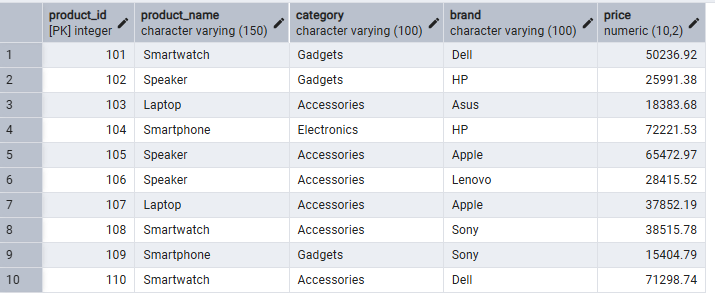 product_id product_name category brand price
[PK] integer character varying (150) character varying (100) character varying (100) numeric (10,2)
1 101 Smartwatch Gadgets Dell 50236.92
2 102 Speaker Gadgets HP 25991.38
3 103 Laptop Accessories Asus 18383.68
4 104 Smartphone Electronics HP 72221.53
5 105 Speaker Accessories Apple 65472.97
6 106 Speaker Accessories Lenovo 28415.52
7 107 Laptop Accessories Apple 37852.19
8 108 Smartwatch Accessories Sony 38515.78
9 109 Smartphone Gadgets Sony 15404.79
10 110 Smartwatch Accessories Dell 71298.74